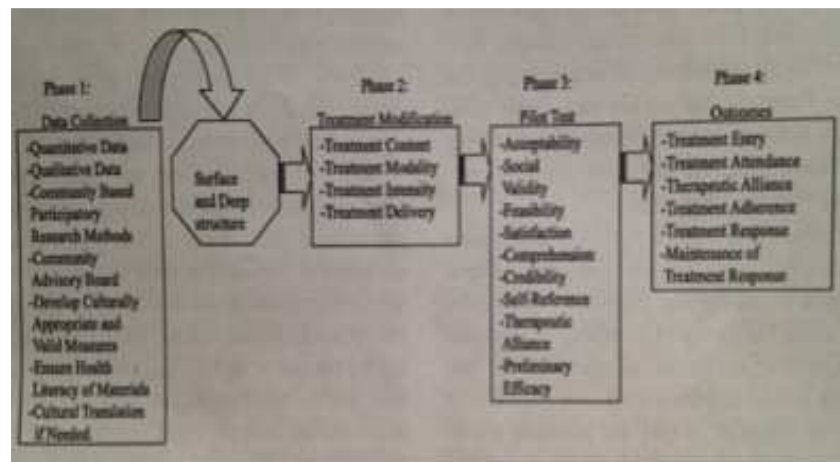 Phase 1:
Data Collection
-Quantitative Data
-Qualitative Data
-Community Based
Participatory
Research Methods
-Community
Advisory Board
-Develop Culturally
Appropriate and
Valid Measures
-Ensure Health
Literacy of Materials
-Cultural Translation
if Needed.
Surface
and Deep
structure
Phase 2:
Treatment Modification
-Treatment Content
-Treatment Modality
-Treatment Intensity
-Treatment Delivery
Phase 3:
Pilot Test
-Acceptability
-Social
Validity
-Feasibility
-Satisfaction
-Comprehension
-Credibility
-Self-Reference
-Therapeutic
Alliance
-Preliminary
Efficacy
Phase 4:
Outcomes
-Treatment Entry
-Treatment Attendance
-Therapeutic Alliance
-Treatment Adherence
-Treatment Response
-Maintenance of
Treatment Response